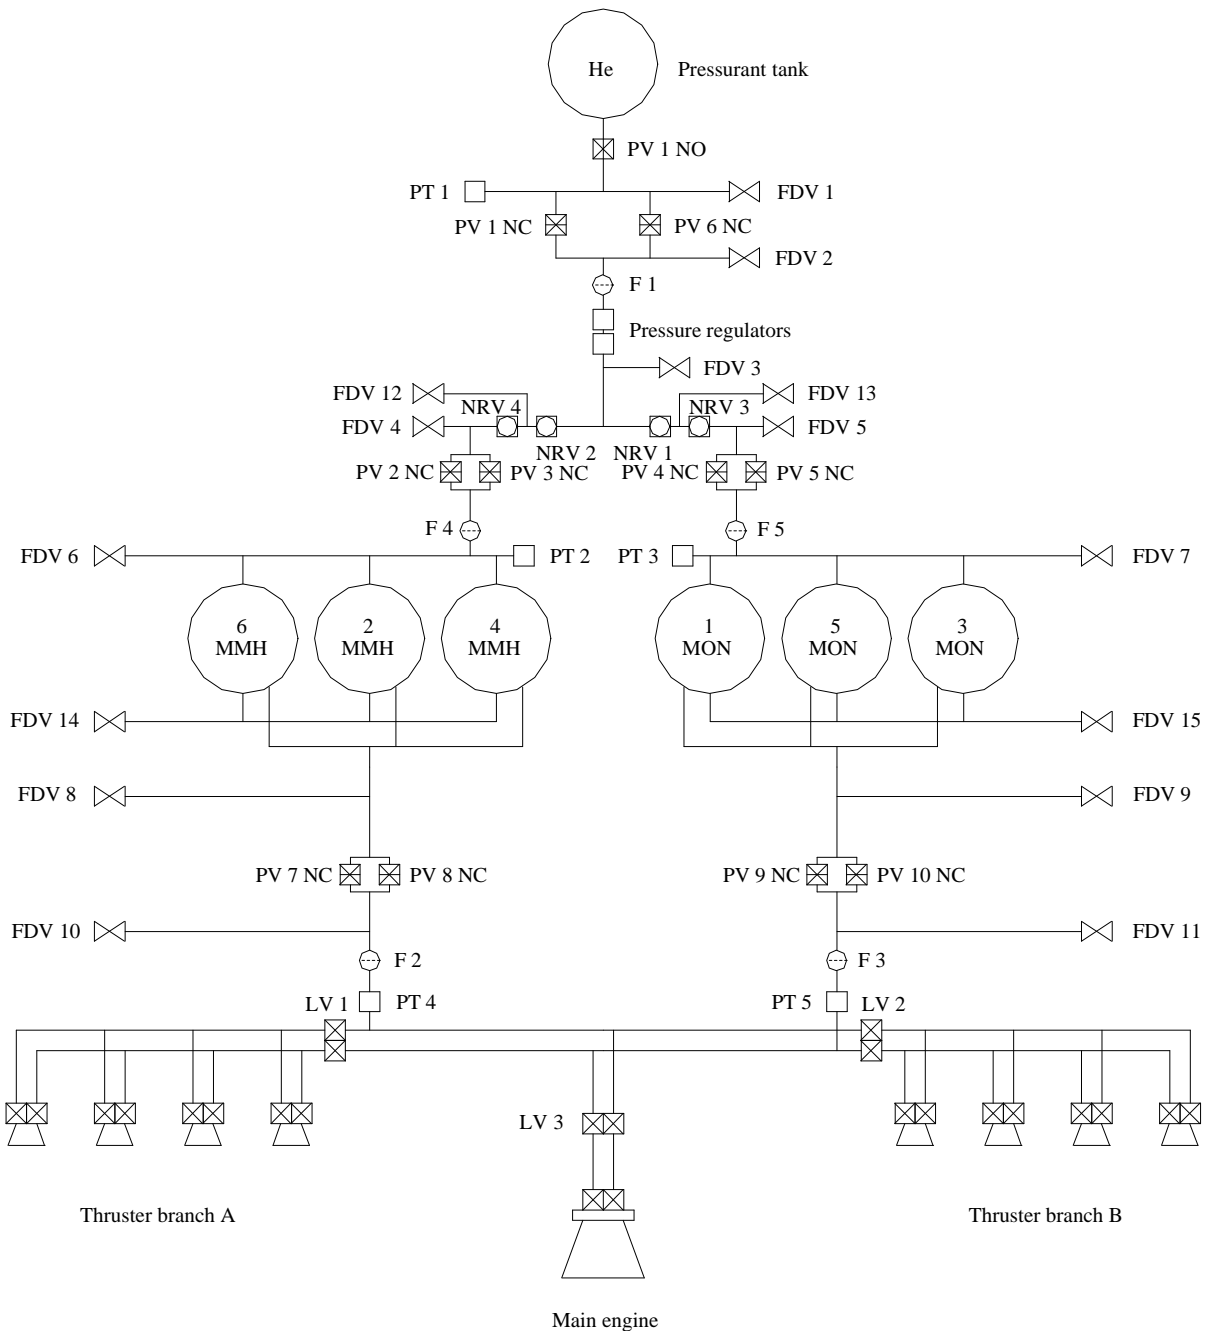 He
Pressurant tank
PV 1 NO
PT 1
FDV 1
PV 1 NC
PV 6 NC
FDV 2
F 1
Pressure regulators
FDV 3
FDV 12
FDV 13
NRV 4
NRV 3
FDV 4
FDV 5
NRV 2
NRV 1
PV 2 NC
PV 3 NC
PV 4 NC
PV 5 NC
F 4
F 5
FDV 6
PT 2
PT 3
FDV 7
6
MMH
2
MMH
4
MMH
1
MON
5
MON
3
MON
FDV 14
FDV 15
FDV 8
FDV 9
PV 7 NC
PV 8 NC
PV 9 NC
PV 10 NC
FDV 10
FDV 11
F 2
F 3
LV 1
PT 4
PT 5
LV 2
LV 3
Thruster branch A
Thruster branch B
Main engine